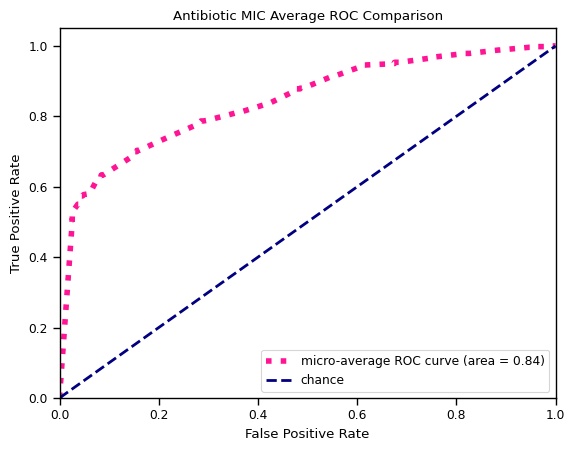 Antibiotic MIC Average ROC Comparison
True Positive Rate
1.0
0.8
0.6
0.4
0.2
0.0
micro-average ROC curve (area = 0.84)
chance
0.0 0.2 0.4 0.6 0.8 1.0
False Positive Rate